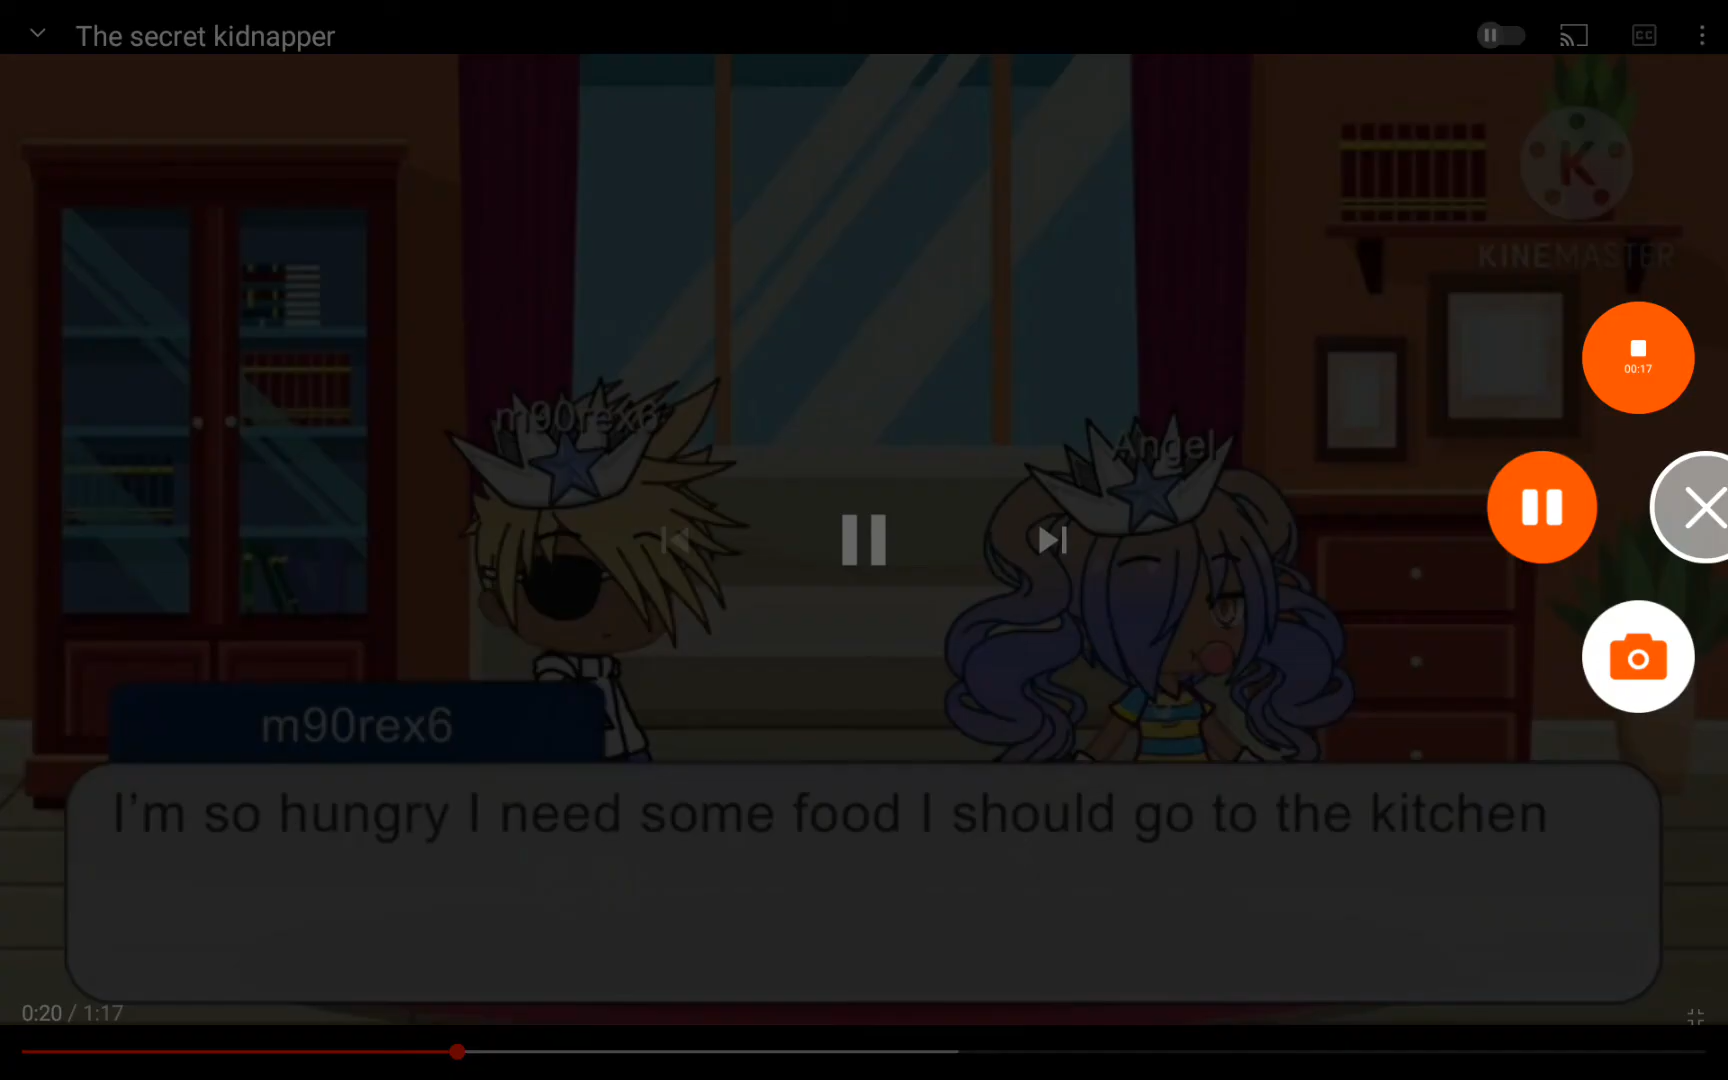 The secret kidnapper
CC
K
KINEMASTER
00:17
m90rex6
Angel
m90rex6
I'm so hungry I need some food I should go to the kitchen
0:20 / 1:17